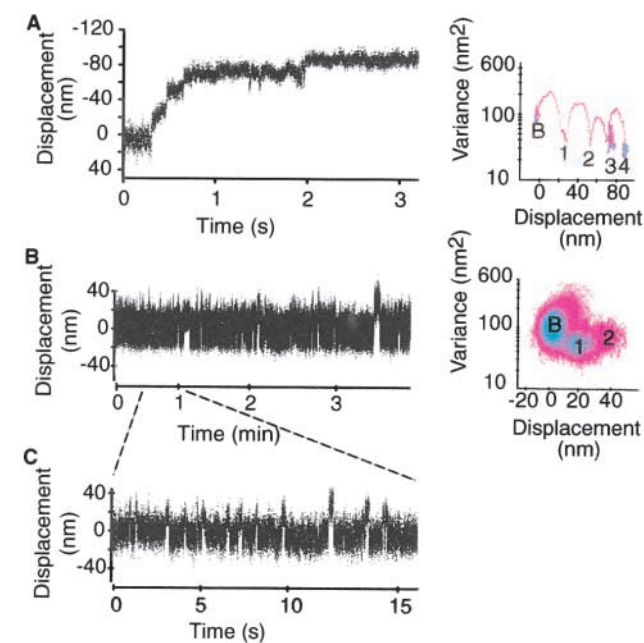 A
Displacement
(nm)
-120
-80
-40
0
40
0 1 2 3
Time (s)
Variance (nm2)
600
100
10
B 1 2 3 4
0 40 80
Displacement
(nm)
B
Displacement
(nm)
40
0
-40
0 1 2 3
Time (min)
Variance (nm2)
600
100
10
B 1 2
-20 0 20 40
Displacement
(nm)
C
Displacement
(nm)
40
0
-40
0 5 10 15
Time (s)